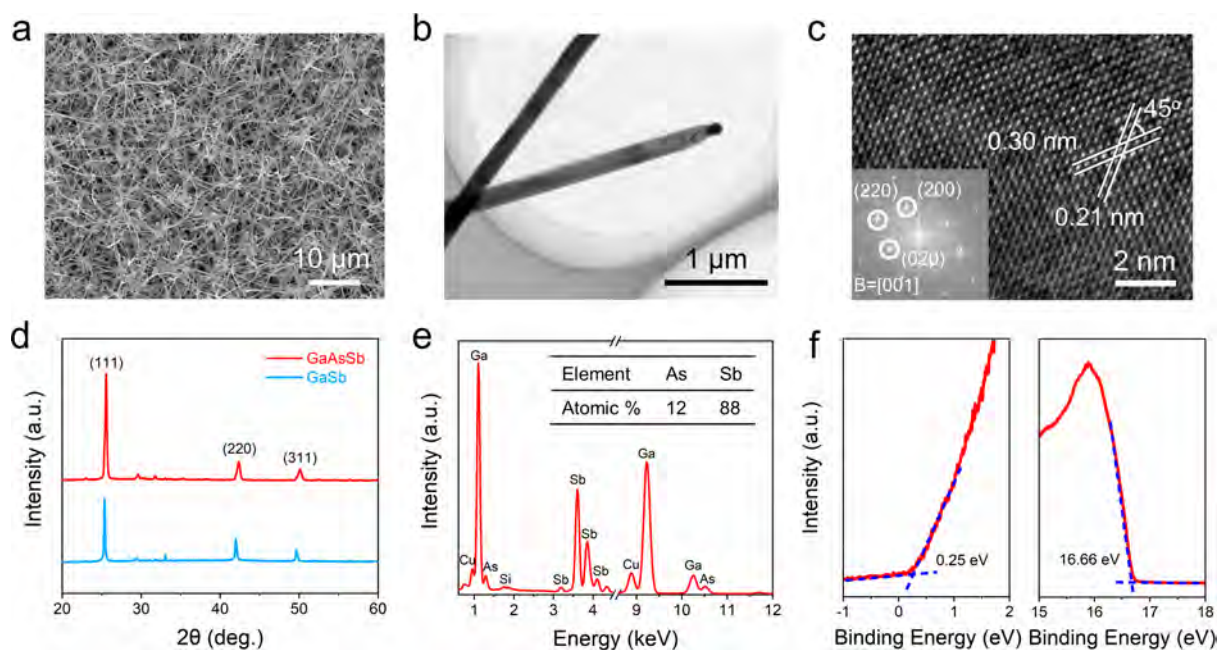 a
10 μm
b
1 μm
c
45°
0.30 nm
0.21 nm
(220)
(200)
(020)
B=[001]
2 nm
d
GaAsSb
GaSb
(111)
(220)
(311)
Intensity (a.u.)
20 30 40 50 60
2θ (deg.)
e
Element As Sb
Atomic % 12 88
Cu
Ga
As
Si
Sb
Sb
Sb
Sb
Cu
Ga
Ga
As
Intensity (a.u.)
1 2 3 4 9 10 11 12
Energy (keV)
f
0.25 eV
16.66 eV
Intensity (a.u.)
-1 0 1 2
15 16 17 18
Binding Energy (eV)
Binding Energy (eV)